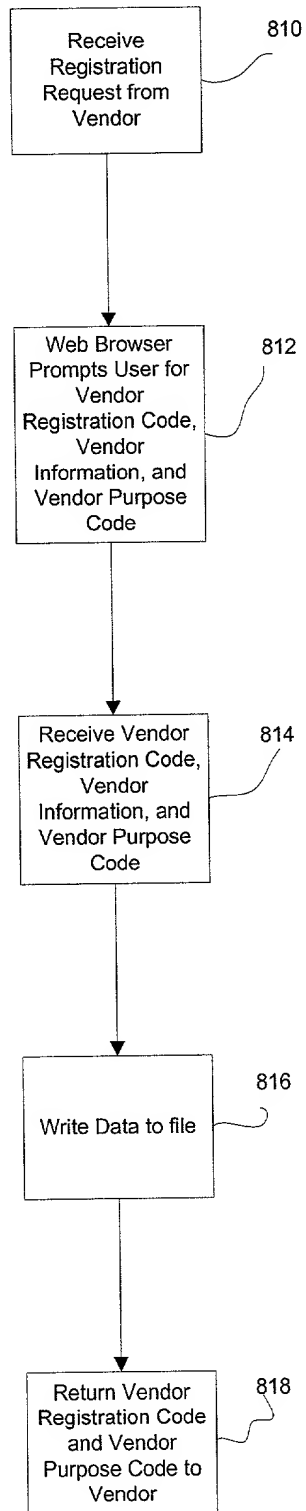 Receive
Registration
Request from
Vendor
810
Web Browser
Prompts User for
Vendor
Registration Code,
Vendor
Information, and
Vendor Purpose
Code
812
Receive Vendor
Registration Code,
Vendor
Information, and
Vendor Purpose
Code
814
Write Data to file
816
Return Vendor
Registration Code
and Vendor
Purpose Code to
Vendor
818